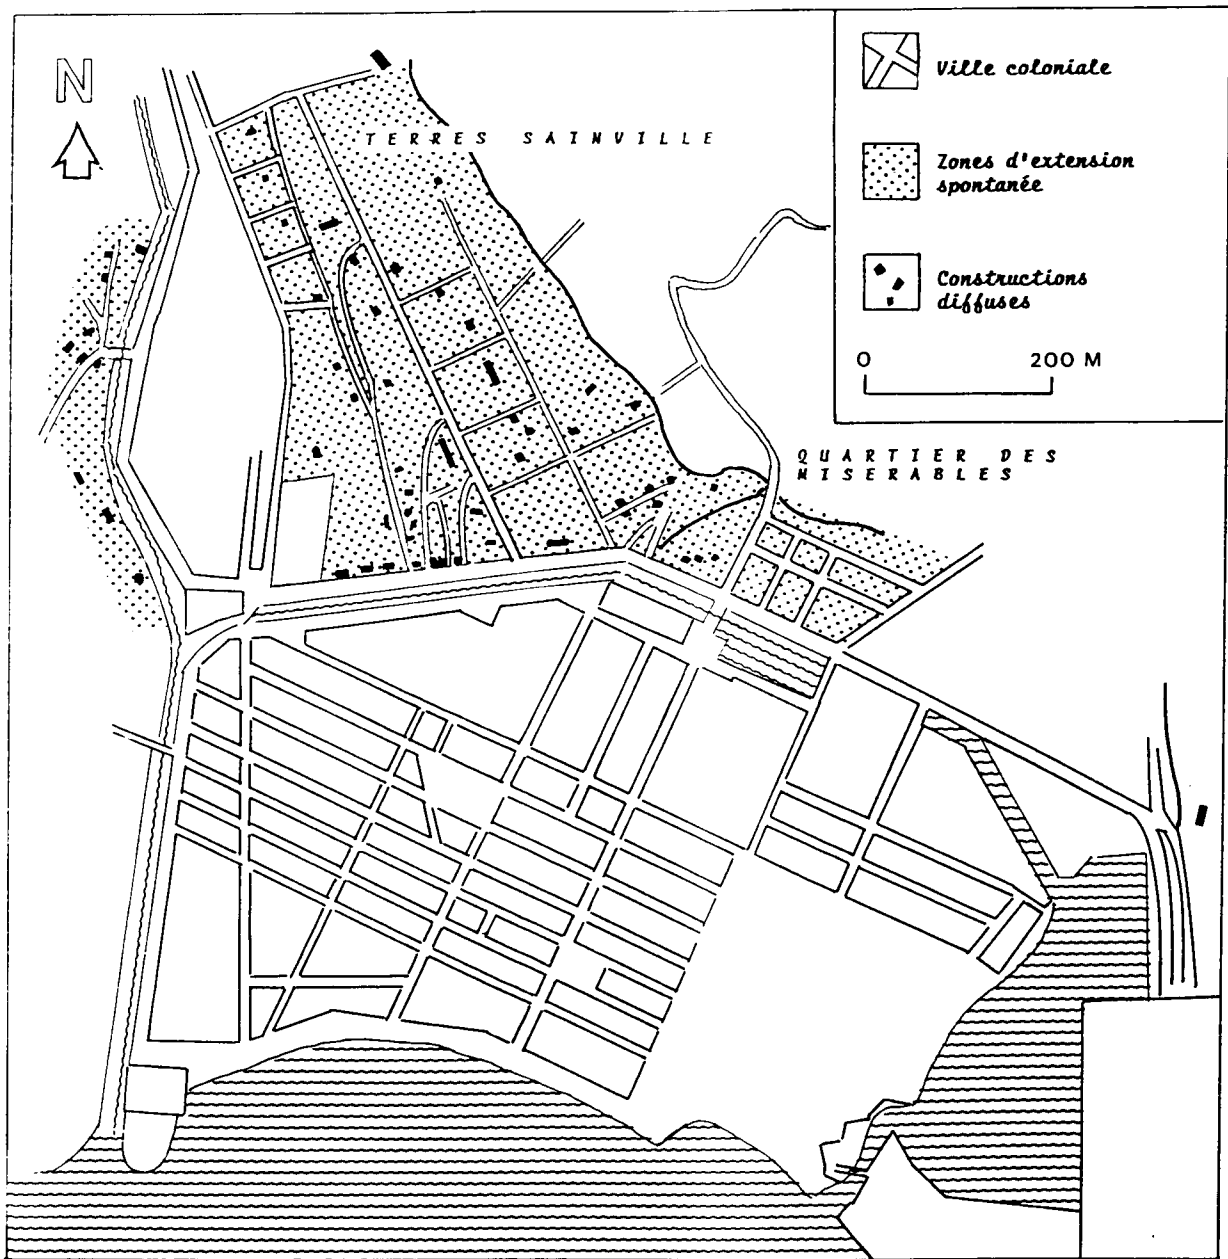 N
TERRES SAINVILLE
QUARTIER DES
MISERABLES
Ville coloniale
Zones d'extension
spontanée
Constructions
diffuses
0 200 M